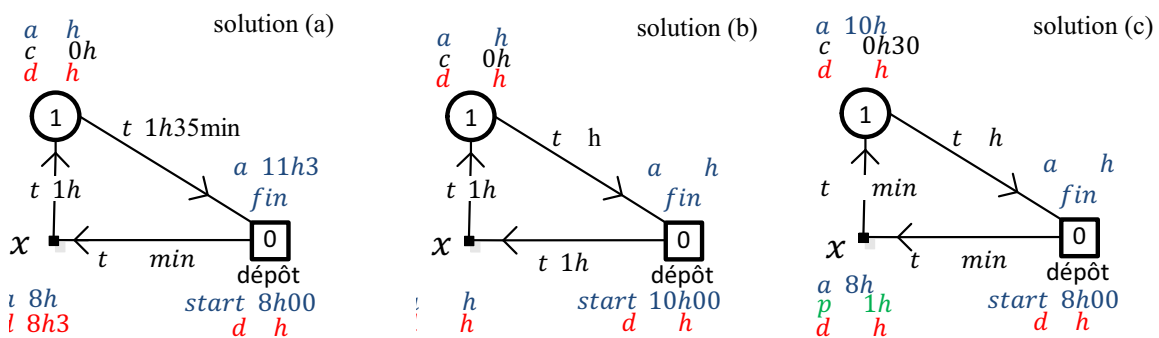 solution (a)
a h
c 0h
d h
1
t 1h35min
a 11h3
fin
t 1h
0
x
t min
dépôt
8h
start 8h00
8h3
d h
solution (b)
a h
c 0h
d h
1
t h
a h
fin
t 1h
0
x
t 1h
dépôt
h
start 10h00
h
d h
solution (c)
a 10h
c 0h30
d h
1
t h
a h
fin
t min
0
x
t min
dépôt
a 8h
p 1h
start 8h00
d h
d h